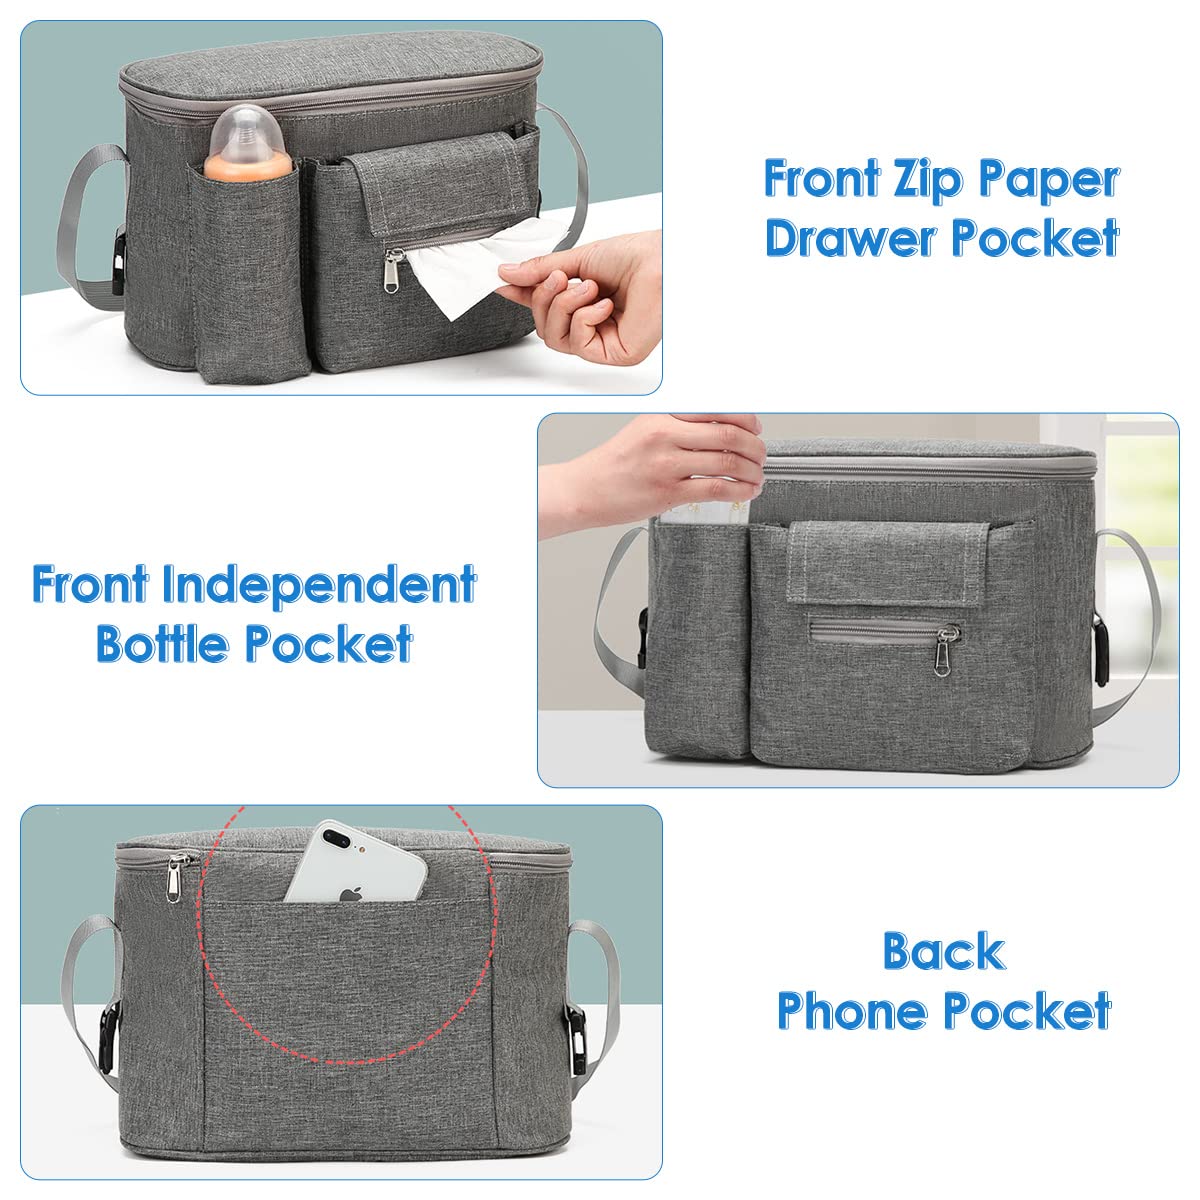 Front Zip Paper
Drawer Pocket
Front Independent
Bottle Pocket
Back
Phone Pocket